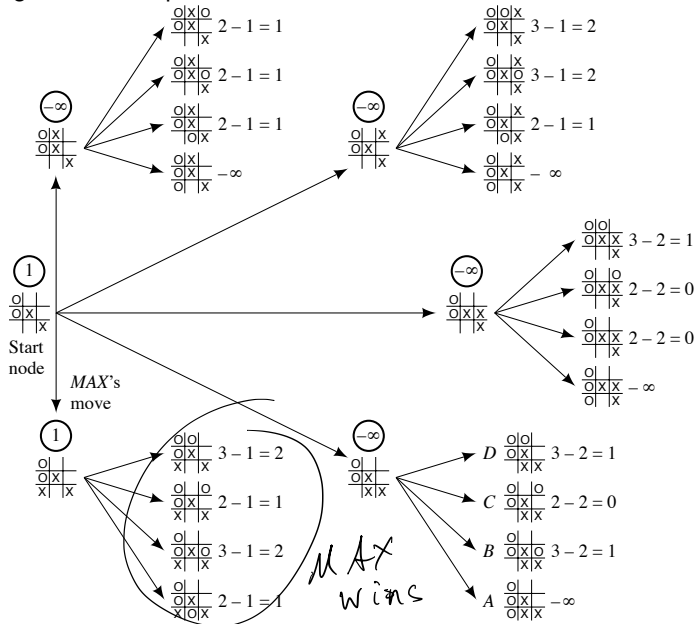 O X O
O X
X
2 – 1 = 1
O X
O X O
X
2 – 1 = 1
O X
O X
O X
2 – 1 = 1
O X
O X
O X
–∞
–∞
O X
O X
X
O O X
O X
X
3 – 1 = 2
O X
O X O
X
3 – 1 = 2
O X
O X
O X
2 – 1 = 1
O X
O X
O X
– ∞
–∞
O X
O X
X
1
O
O X
X
Start
node
MAX's
move
–∞
O
O X X
X
O O
O X X
X
3 – 2 = 1
O O
O X X
X
2 – 2 = 0
O
O X X
O X
2 – 2 = 0
O
O X X
O X
– ∞
1
O
O X
X X
O O
O X
X X
3 – 1 = 2
O O
O X
X X
2 – 1 = 1
O
O X O
X X
3 – 1 = 2
O
O X
X O X
2 – 1 = 1
MAX
wins
–∞
O
O X
X X
D
O O
O X
X X
3 – 2 = 1
C
O O
O X
X X
2 – 2 = 0
B
O
O X O
X X
3 – 2 = 1
A
O
O X
O X X
–∞